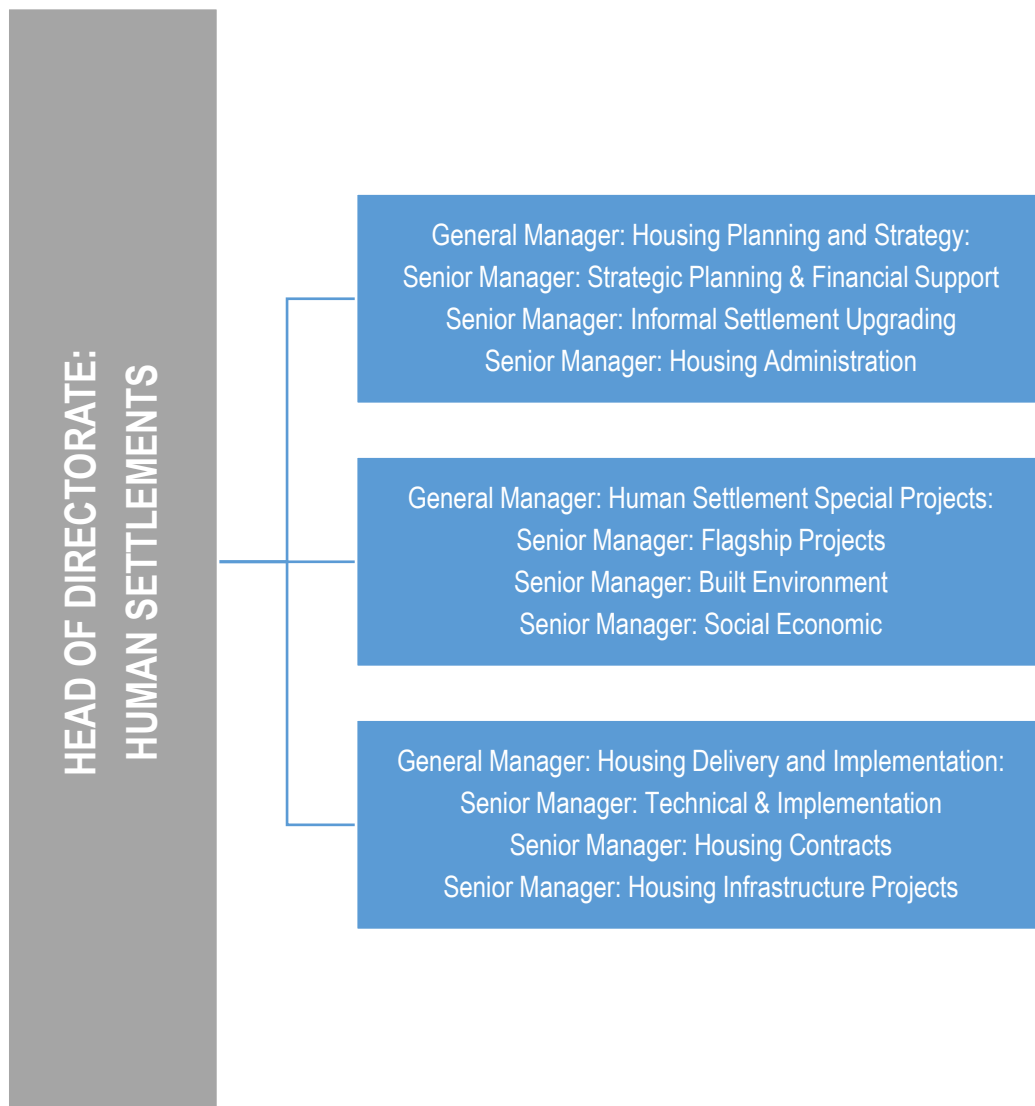 HEAD OF DIRECTORATE:
HUMAN SETTLEMENTS
General Manager: Housing Planning and Strategy:
Senior Manager: Strategic Planning & Financial Support
Senior Manager: Informal Settlement Upgrading
Senior Manager: Housing Administration
General Manager: Human Settlement Special Projects:
Senior Manager: Flagship Projects
Senior Manager: Built Environment
Senior Manager: Social Economic
General Manager: Housing Delivery and Implementation:
Senior Manager: Technical & Implementation
Senior Manager: Housing Contracts
Senior Manager: Housing Infrastructure Projects